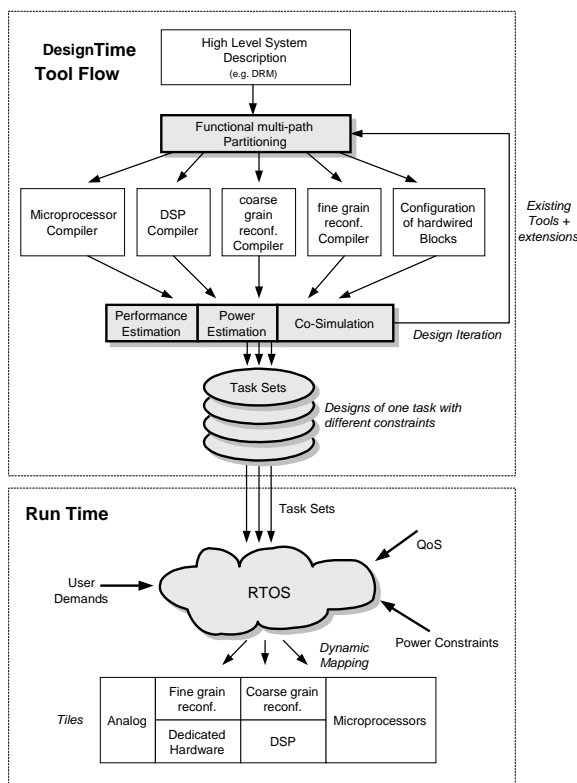 DesignTime
Tool Flow
High Level System
Description
(e.g. DRM)
Functional multi-path
Partitioning
Microprocessor
Compiler
DSP
Compiler
coarse
grain
reconf.
Compiler
fine grain
reconf.
Compiler
Configuration
of hardwired
Blocks
Existing
Tools +
extensions
Performance
Estimation
Power
Estimation
Co-Simulation
Design Iteration
Task Sets
Designs of one task with
different constraints
Run Time
Task Sets
QoS
User
Demands
RTOS
Power Constraints
Dynamic
Mapping
Tiles
Analog
Fine grain
reconf.
Coarse grain
reconf.
Dedicated
Hardware
DSP
Microprocessors